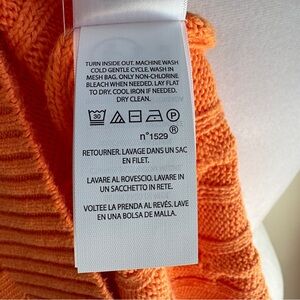 TURN INSIDE OUT. MACHINE WASH
COLD GENTLE CYCLE. WASH IN
MESH BAG. ONLY NON-CHLORINE
BLEACH WHEN NEEDED. LAY FLAT
TO DRY. COOL IRON IF NEEDED.
DRY CLEAN.
30 P
n°1529®
RETOURNER. LAVAGE DANS UN SAC
EN FILET.
LAVARE AL ROVESCIO. LAVARE IN
UN SACCHETTO IN RETE.
VOLTEE LA PRENDA AL REVÉS. LAVE
EN UNA BOLSA DE MALLA.